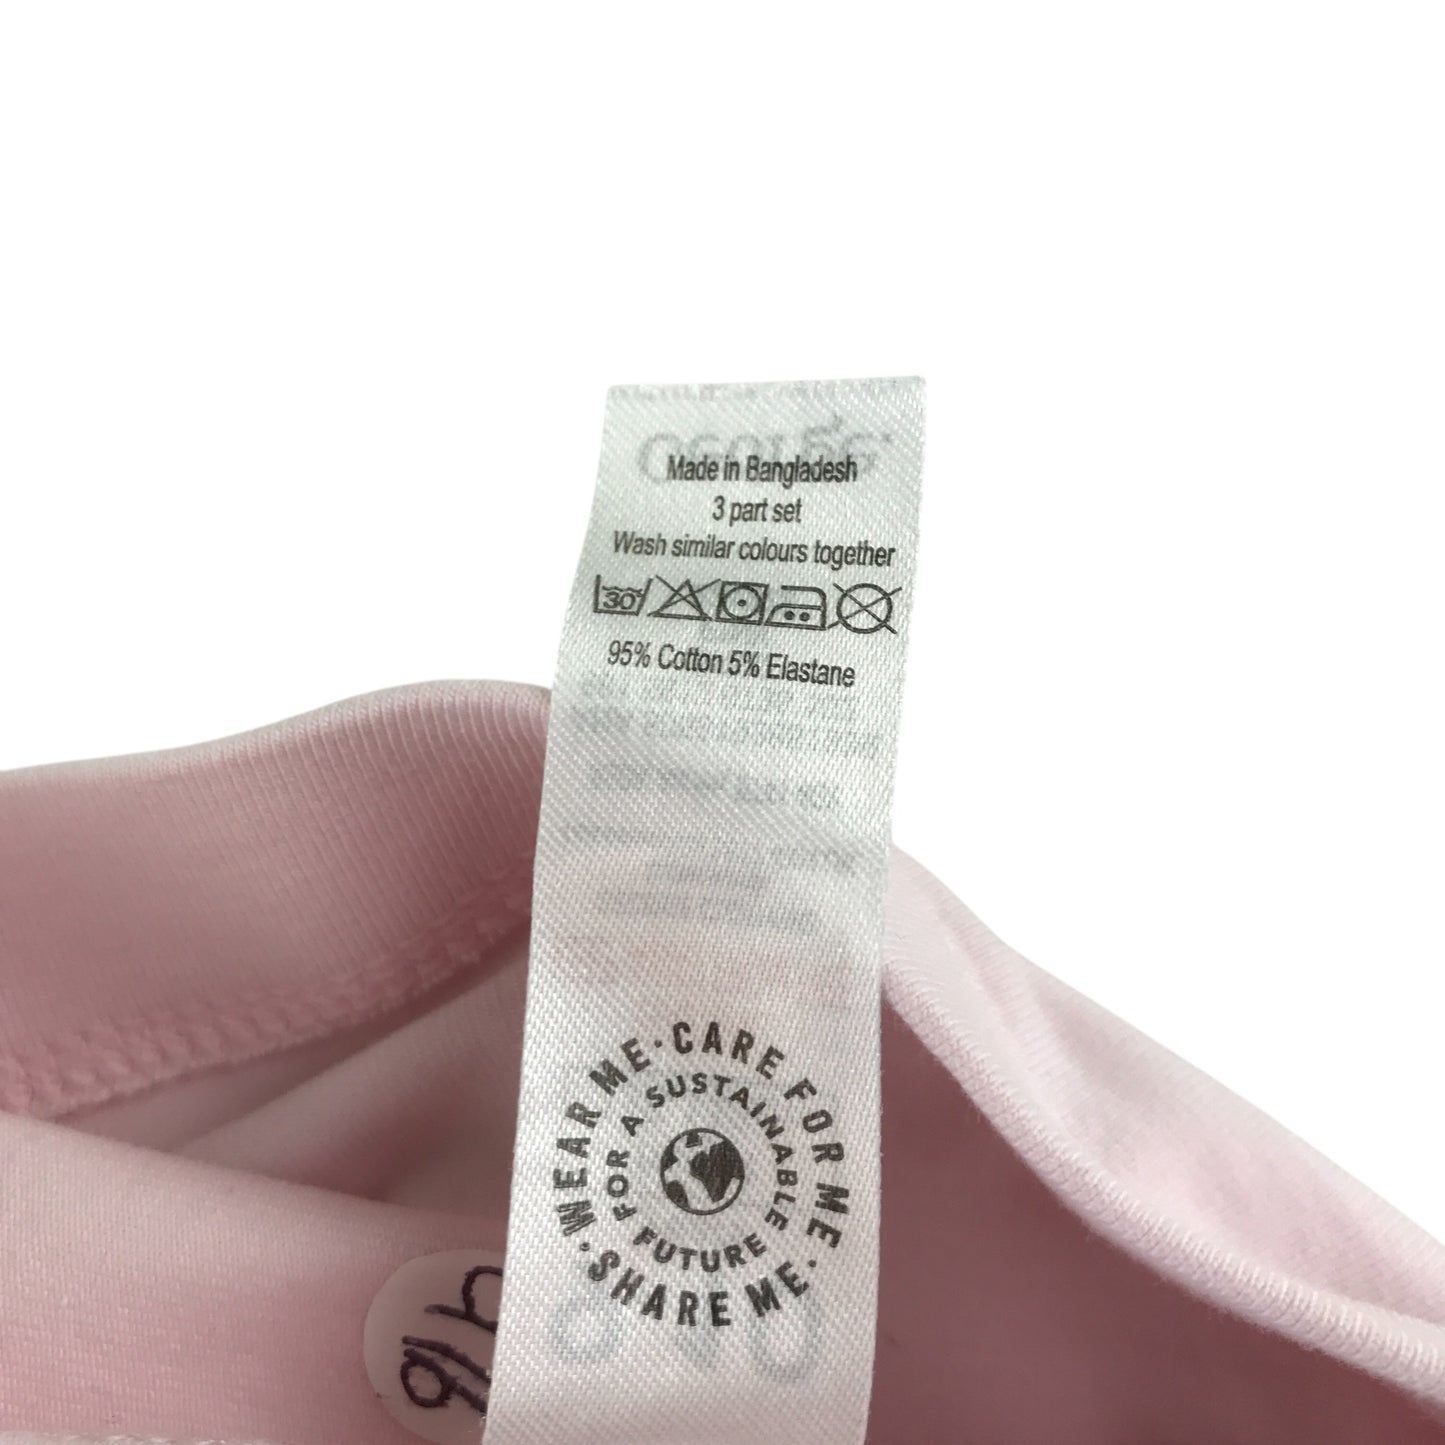 Made in Bangladesh
3 part set
Wash similar colours together
30
95% Cotton 5% Elastane
WEAR ME · CARE FOR ME · SHARE ME ·
FOR A SUSTAINABLE FUTURE